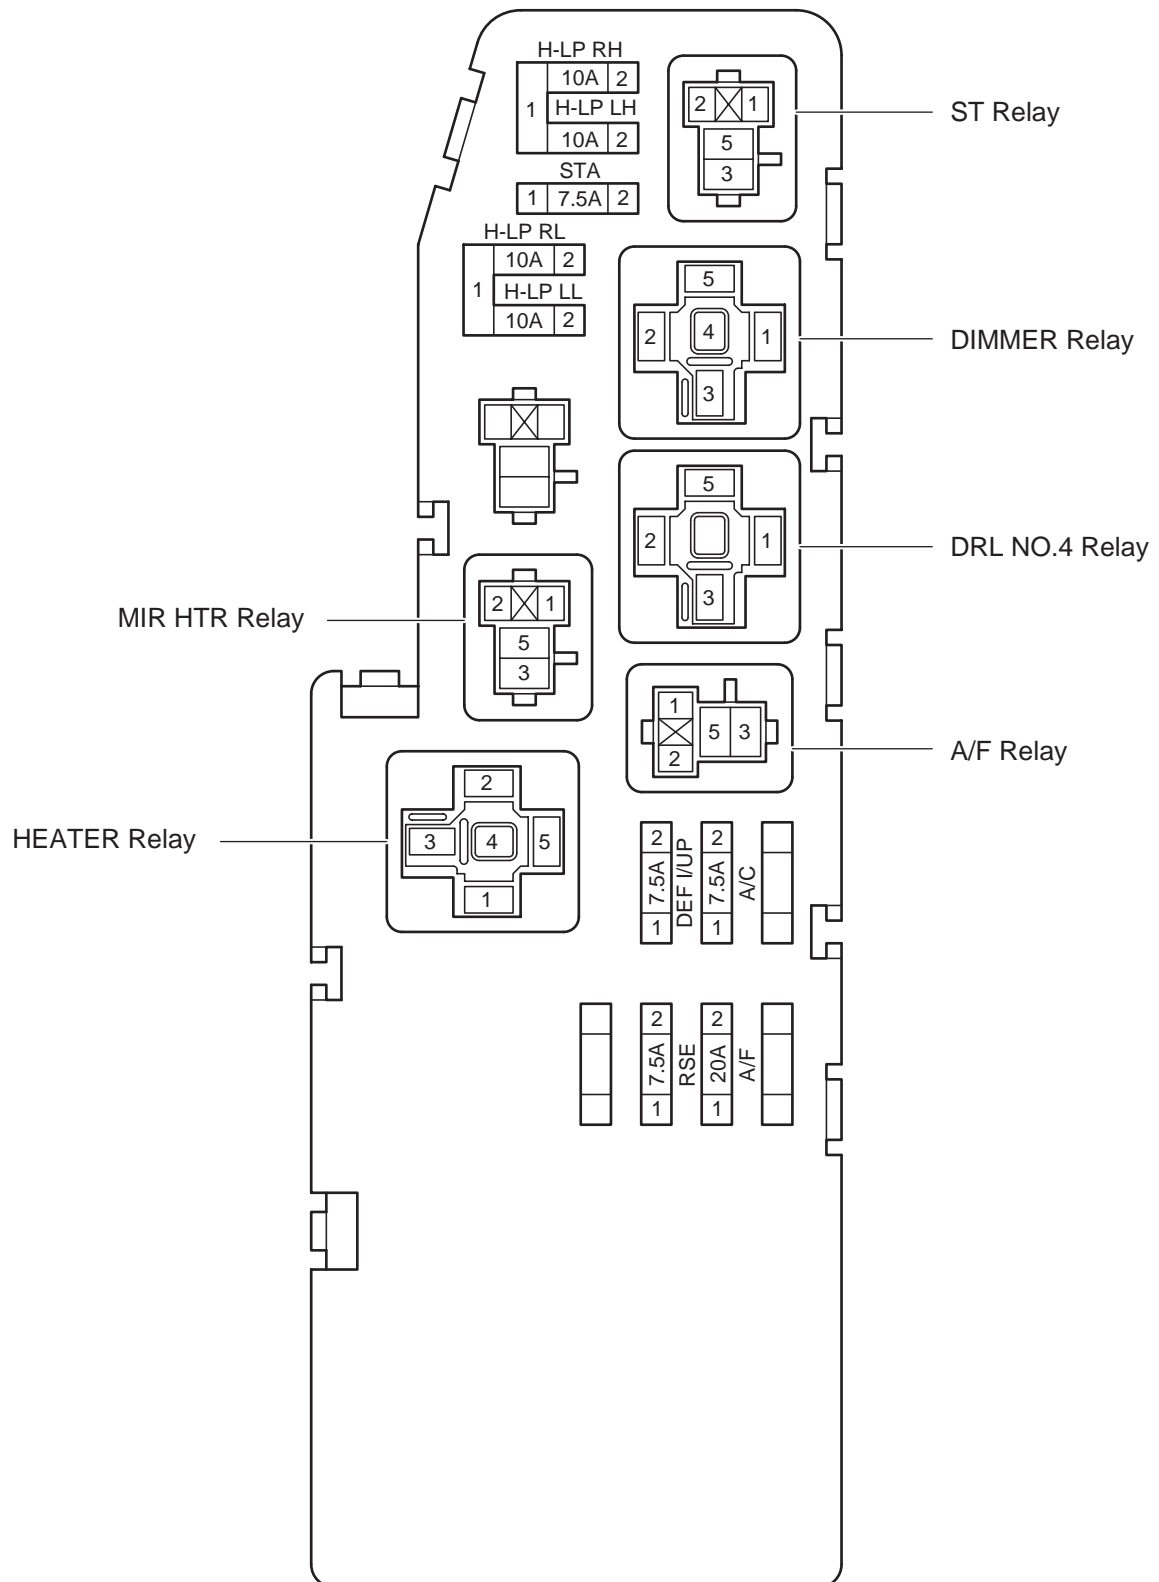 H-LP RH
10A 2
1 H-LP LH
10A 2
STA
1 7.5A 2
2 1
5
3
ST Relay
H-LP RL
10A 2
1 H-LP LL
10A 2
5
2 4 1
3
DIMMER Relay
5
2 1
3
DRL NO.4 Relay
MIR HTR Relay
2 1
5
3
1
5 3
2
A/F Relay
HEATER Relay
2
3 4 5
1
2 7.5A 1
DEF I/UP
2 7.5A 1
A/C
2 7.5A 1
RSE
2 20A 1
A/F